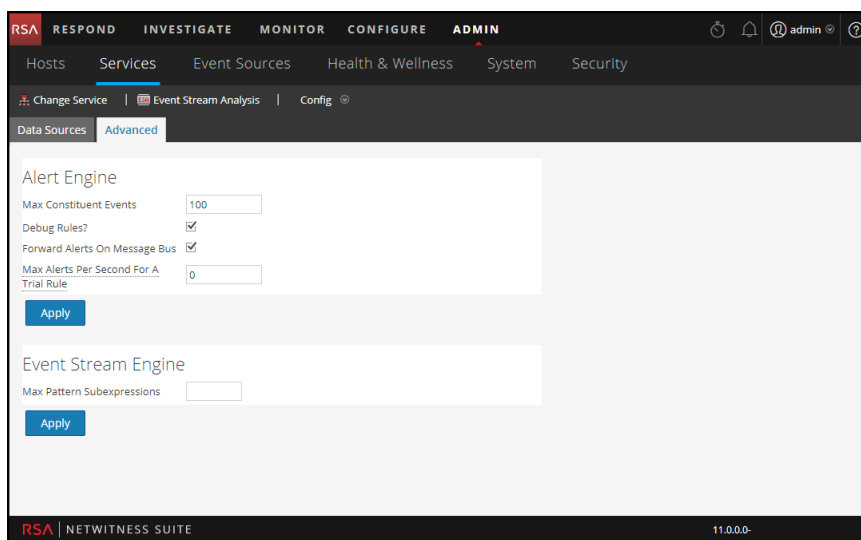 RSA RESPOND INVESTIGATE MONITOR CONFIGURE ADMIN admin
Hosts Services Event Sources Health & Wellness System Security
Change Service | Event Stream Analysis | Config
Data Sources Advanced
Alert Engine
Max Constituent Events 100
Debug Rules?
Forward Alerts On Message Bus
Max Alerts Per Second For A
Trial Rule 0
Apply
Event Stream Engine
Max Pattern Subexpressions
Apply
RSA | NETWITNESS SUITE 11.0.0.0-